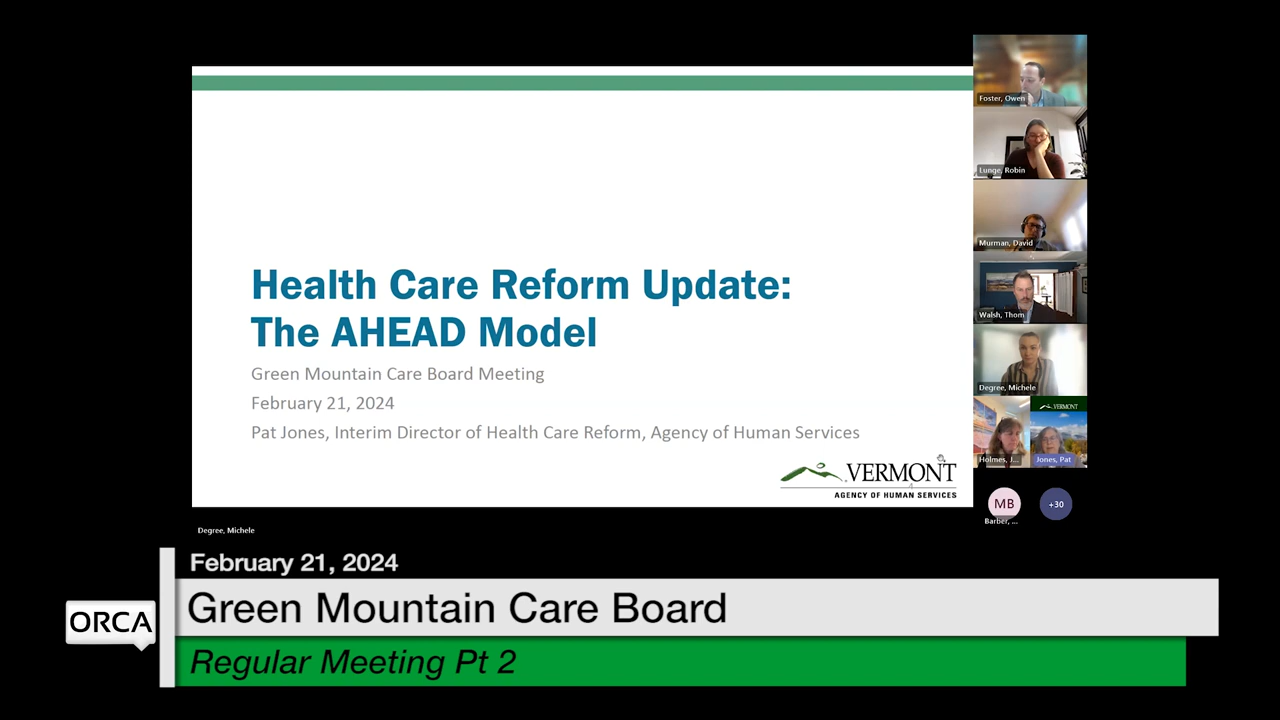 Health Care Reform Update:
The AHEAD Model
Green Mountain Care Board Meeting
February 21, 2024
Pat Jones, Interim Director of Health Care Reform, Agency of Human Services
VERMONT
AGENCY OF HUMAN SERVICES
Foster, Owen
Lunge, Robin
Murman, David
Walsh, Thom
Degree, Michele
VERMONT
Holmes, J...
Jones, Pat
MB
+30
Barber, ...
Degree, Michele
February 21, 2024
ORCA
Green Mountain Care Board
Regular Meeting Pt 2